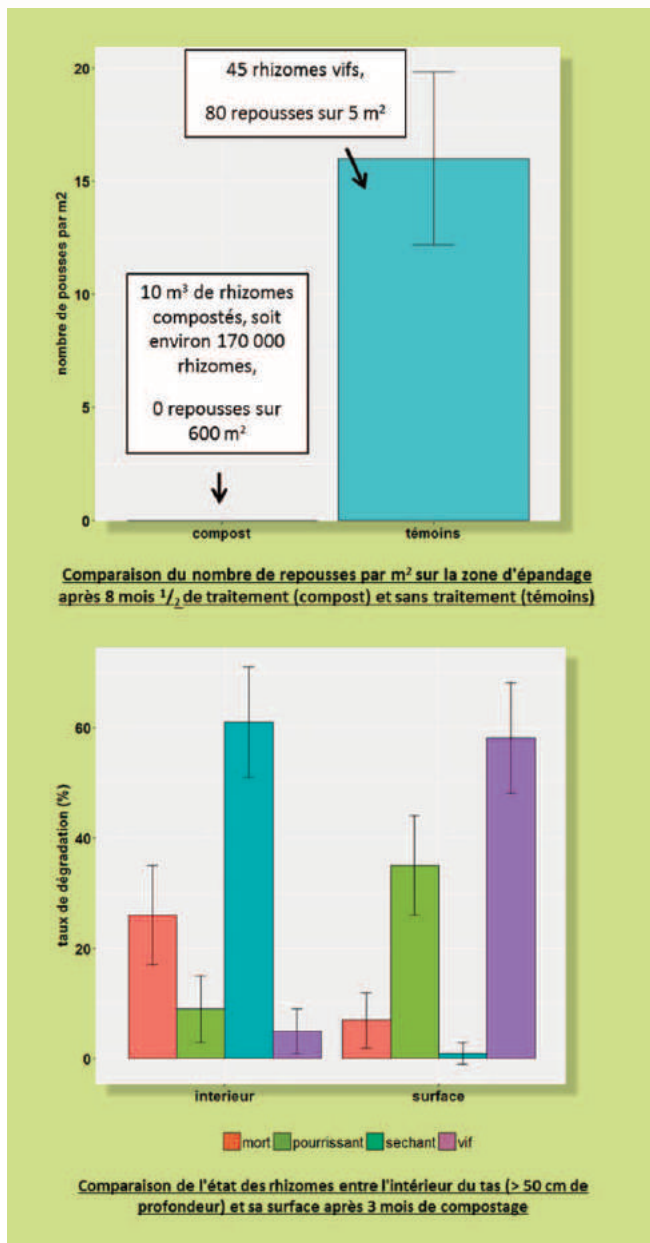 20
15
10
5
0
nombre de pousses par m2
45 rhizomes vifs,
80 repousses sur 5 m²
10 m³ de rhizomes
compostés, soit
environ 170 000
rhizomes,
0 repousses sur
600 m²
compost témoins
Comparaison du nombre de repousses par m² sur la zone d'épandage
après 8 mois ¹/₂ de traitement (compost) et sans traitement (témoins)
60
40
20
0
taux de dégradation (%)
interieur surface
mort pourrissant sechant vif
Comparaison de l'état des rhizomes entre l'intérieur du tas (> 50 cm de
profondeur) et sa surface après 3 mois de compostage